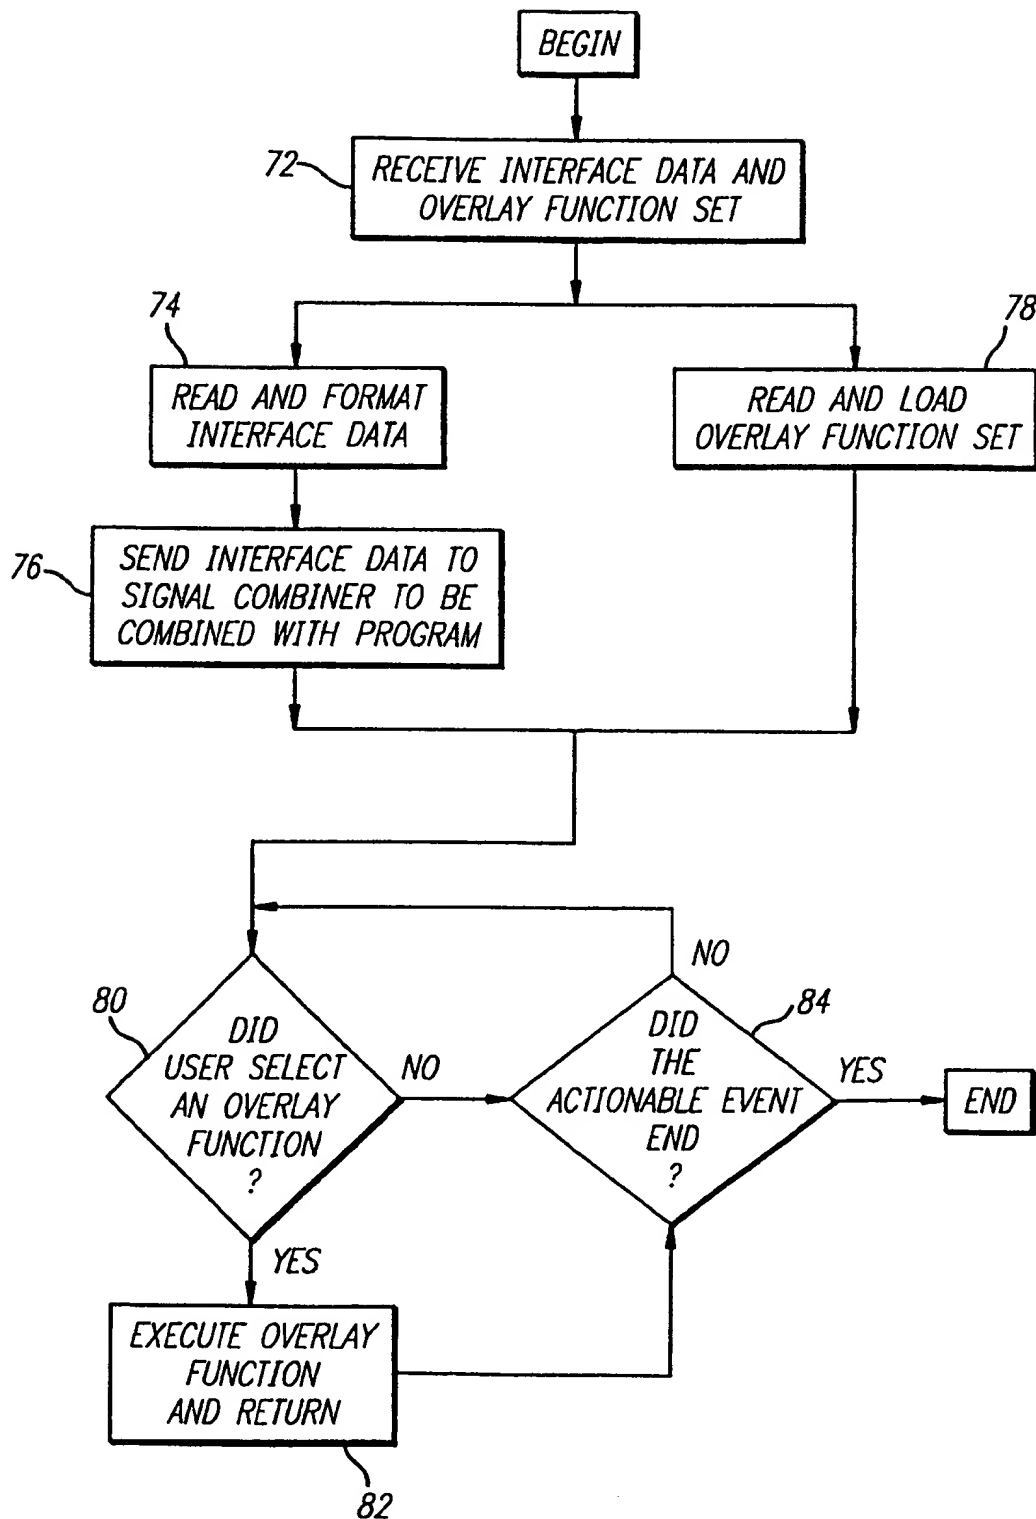 BEGIN
72
RECEIVE INTERFACE DATA AND
OVERLAY FUNCTION SET
74
READ AND FORMAT
INTERFACE DATA
78
READ AND LOAD
OVERLAY FUNCTION SET
76
SEND INTERFACE DATA TO
SIGNAL COMBINER TO BE
COMBINED WITH PROGRAM
80
DID
USER SELECT
AN OVERLAY
FUNCTION
?
NO
YES
84
DID
THE
ACTIONABLE EVENT
END
?
NO
YES
END
EXECUTE OVERLAY
FUNCTION
AND RETURN
82